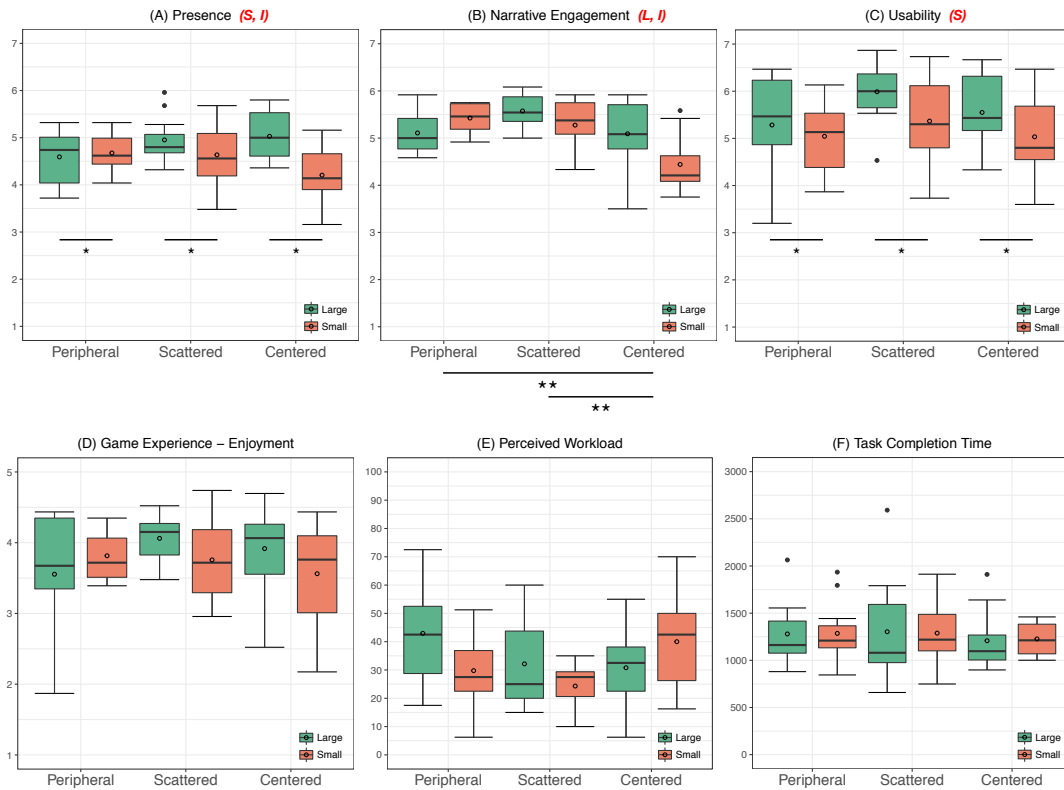 (A) Presence (S, I)
7
6
5
4
3
2
1
*
*
*
Large
Small
Peripheral Scattered Centered
(B) Narrative Engagement (L, I)
7
6
5
4
3
2
1
Large
Small
Peripheral Scattered Centered
**
**
(C) Usability (S)
7
6
5
4
3
2
1
*
*
*
Large
Small
Peripheral Scattered Centered
(D) Game Experience – Enjoyment
5
4
3
2
1
Large
Small
Peripheral Scattered Centered
(E) Perceived Workload
100
90
80
70
60
50
40
30
20
10
0
Large
Small
Peripheral Scattered Centered
(F) Task Completion Time
3000
2500
2000
1500
1000
500
0
Large
Small
Peripheral Scattered Centered